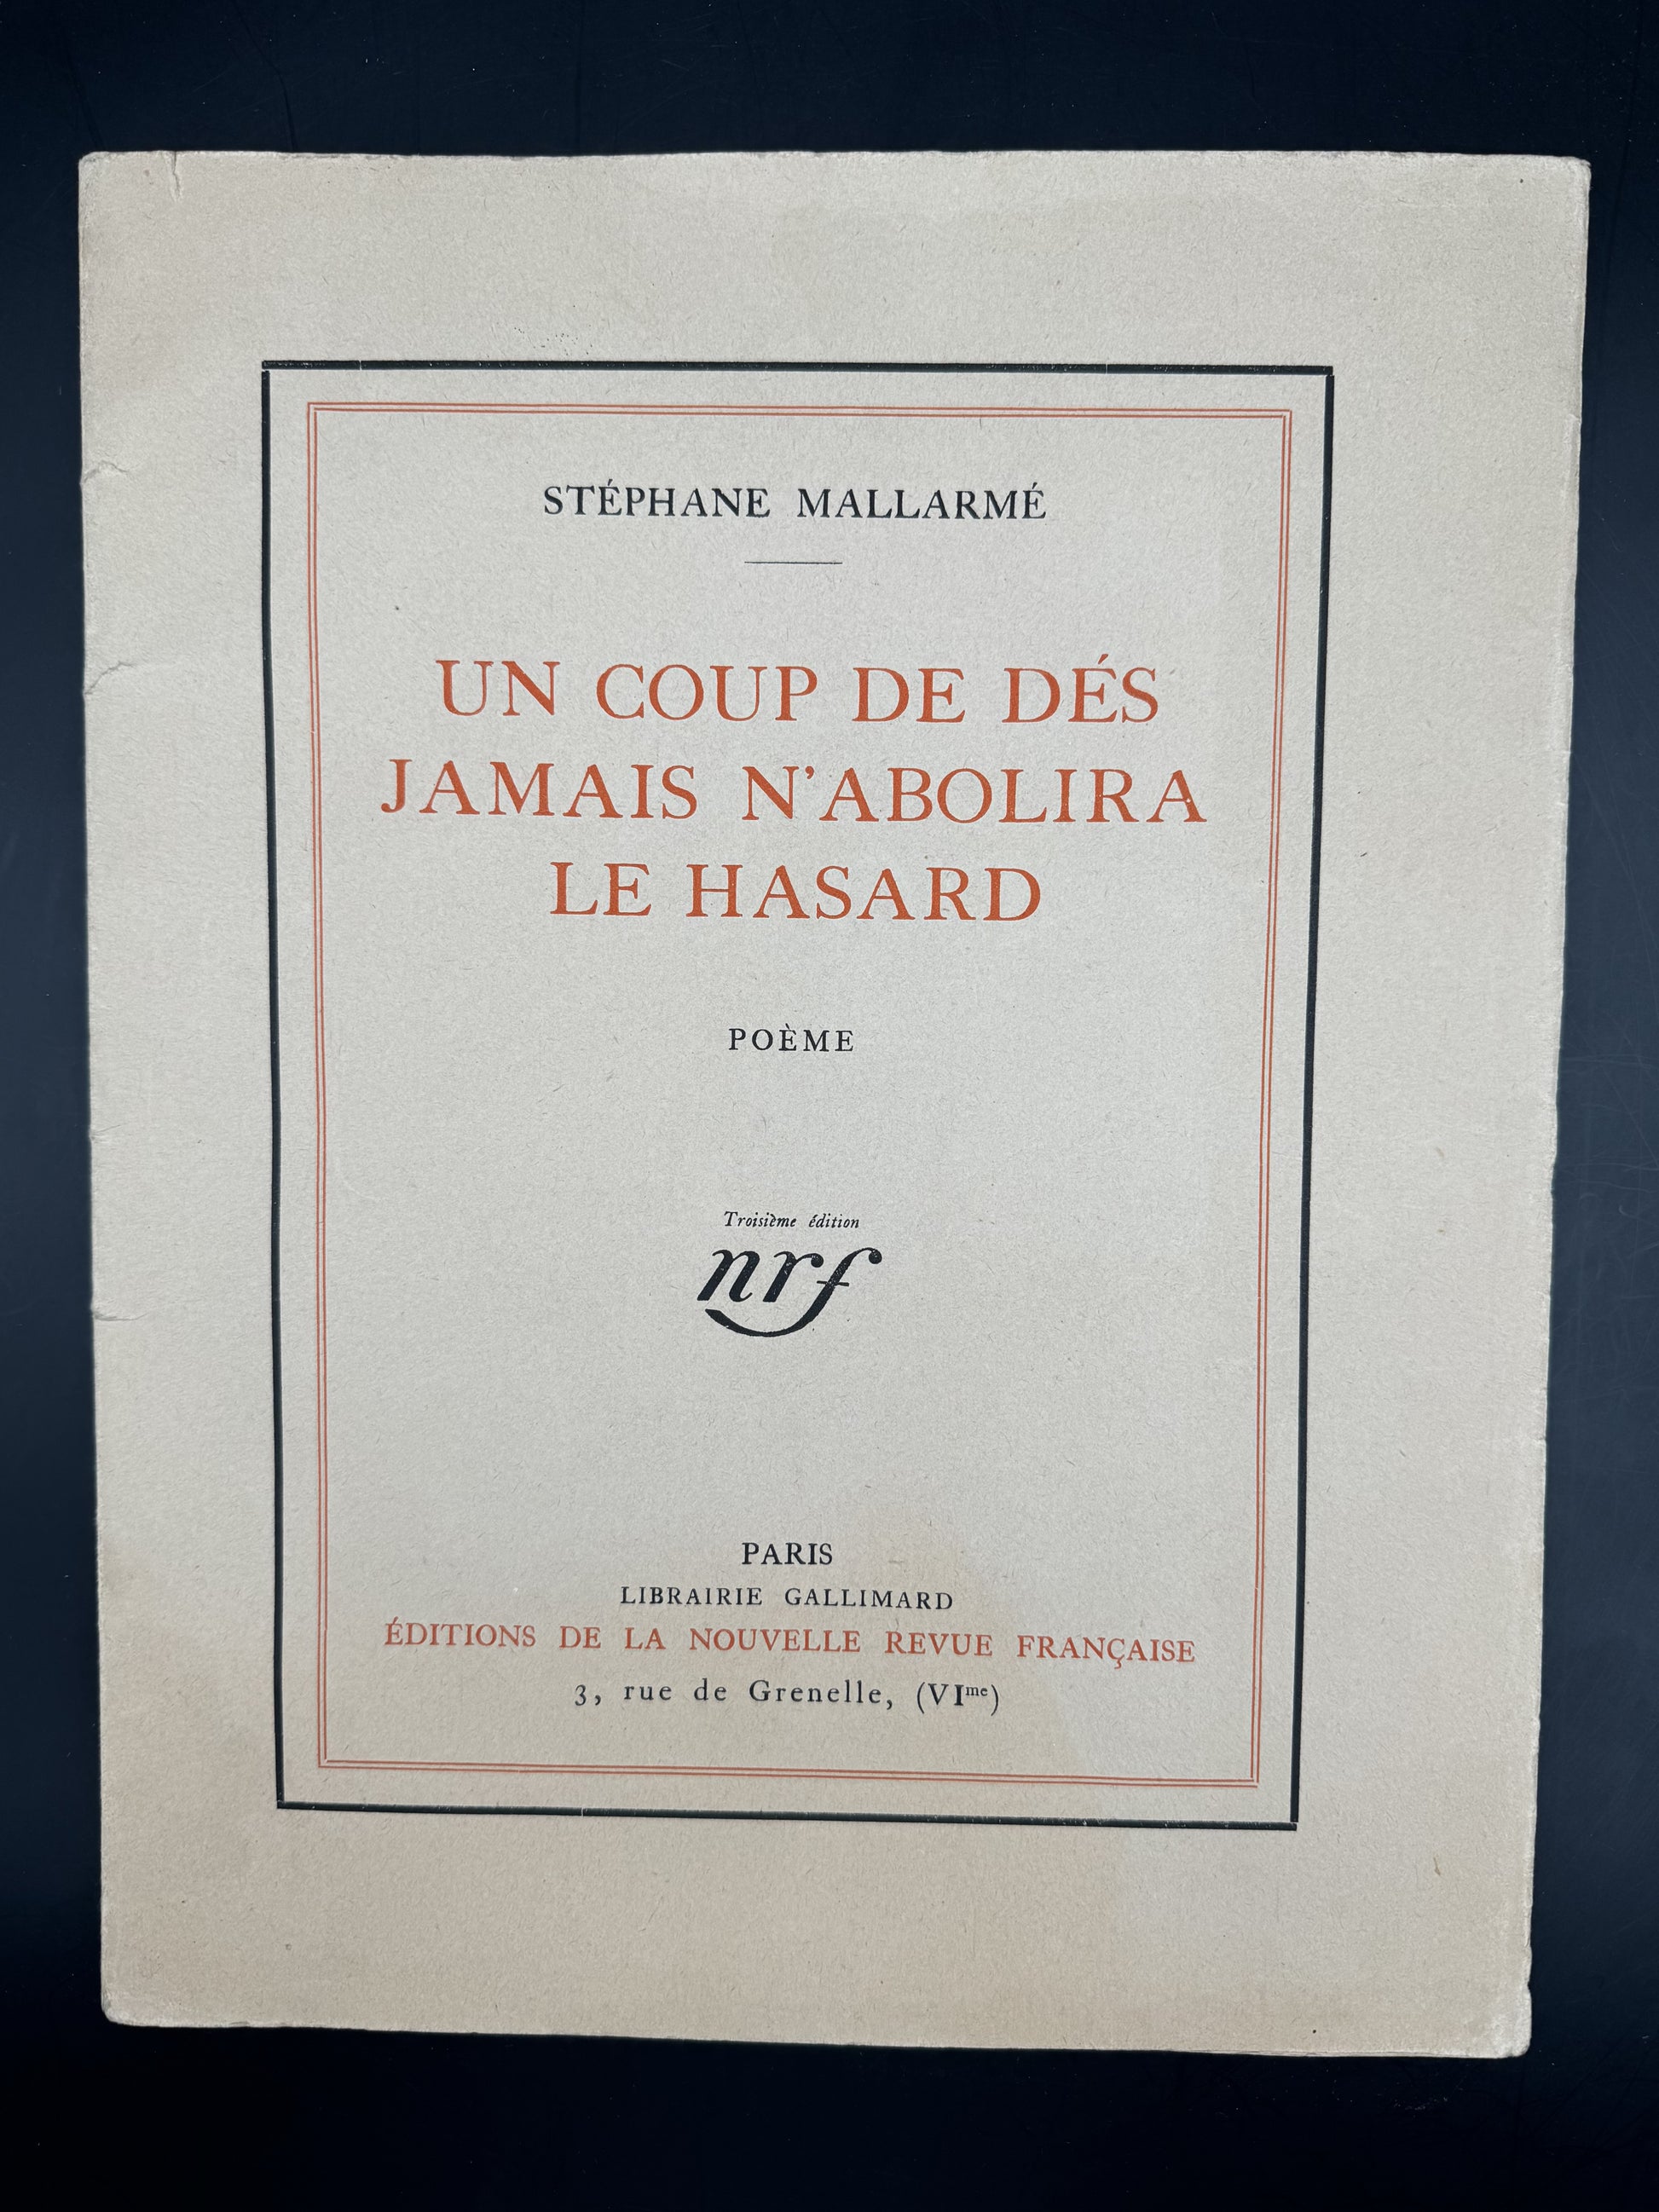 STÉPHANE MALLARMÉ
UN COUP DE DÉS
JAMAIS N'ABOLIRA
LE HASARD
POÈME
Troisième édition
nrf
PARIS
LIBRAIRIE GALLIMARD
ÉDITIONS DE LA NOUVELLE REVUE FRANÇAISE
3, rue de Grenelle, (VIᵐᵉ)